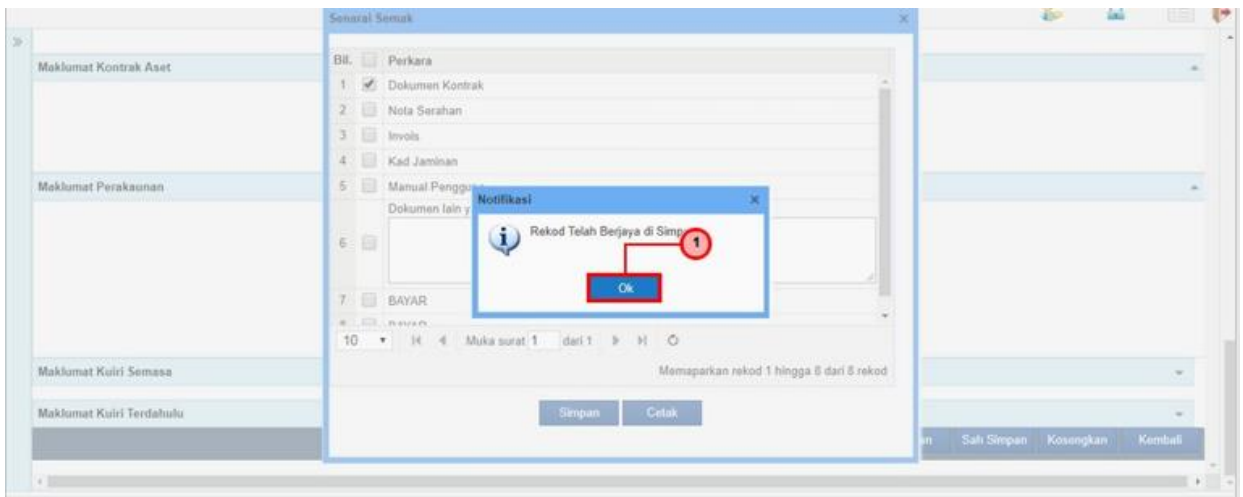 Senarai Semak
Maklumat Kontrak Aset
Bil. Perkara
1 Dokumen Kontrak
2 Nota Serahan
3 Invois
4 Kad Jaminan
Maklumat Perakaunan
5 Manual
Notifikasi
Dokumen lain
Rekod Telah Berjaya di
1
6
Ok
7 BAYAR
10 Muka surat 1 dari 1
Maklumat Kuiri Semasa
Memaparkan rekod 1 hingga 8 dari 8 rekod
Maklumat Kuiri Terdahulu
Simpan Cetak
Sah Simpan Kosongkan Kembali